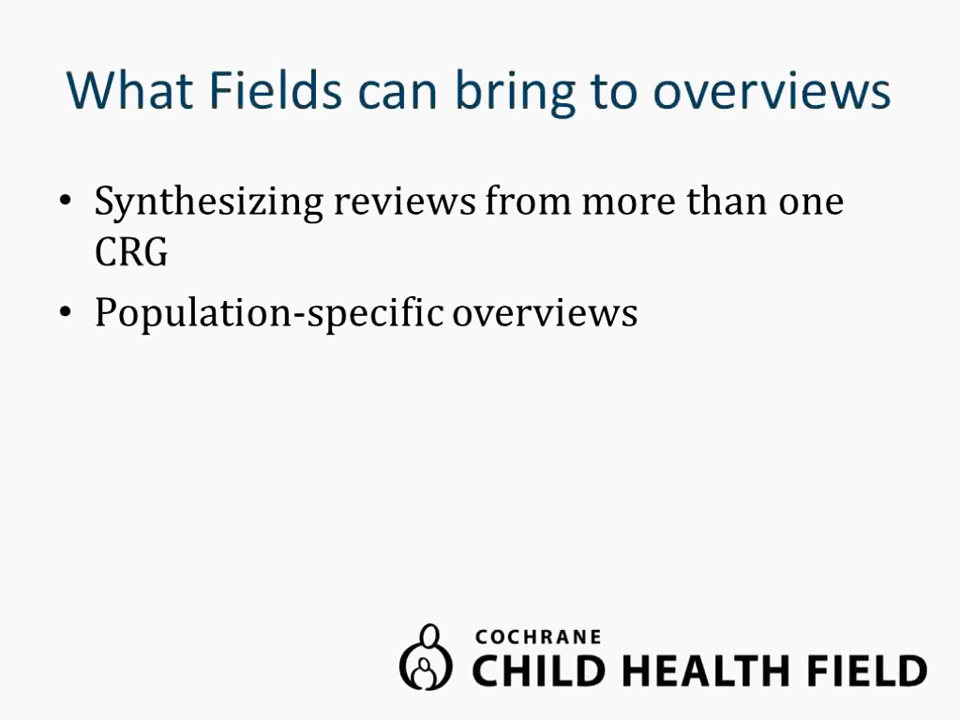 What Fields can bring to overviews
• Synthesizing reviews from more than one
CRG
• Population-specific overviews
COCHRANE
CHILD HEALTH FIELD